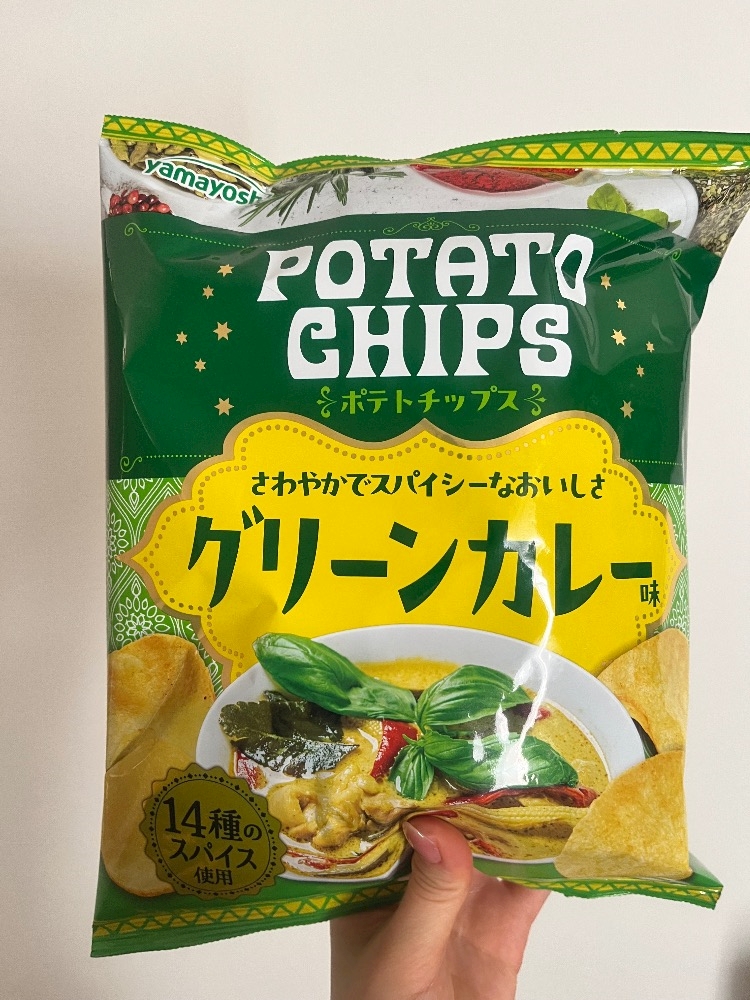 yamayoshi
POTATO
CHIPS
ポテトチップス
さわやかでスパイシーなおいしさ
グリーンカレー味
14種の
スパイス
使用